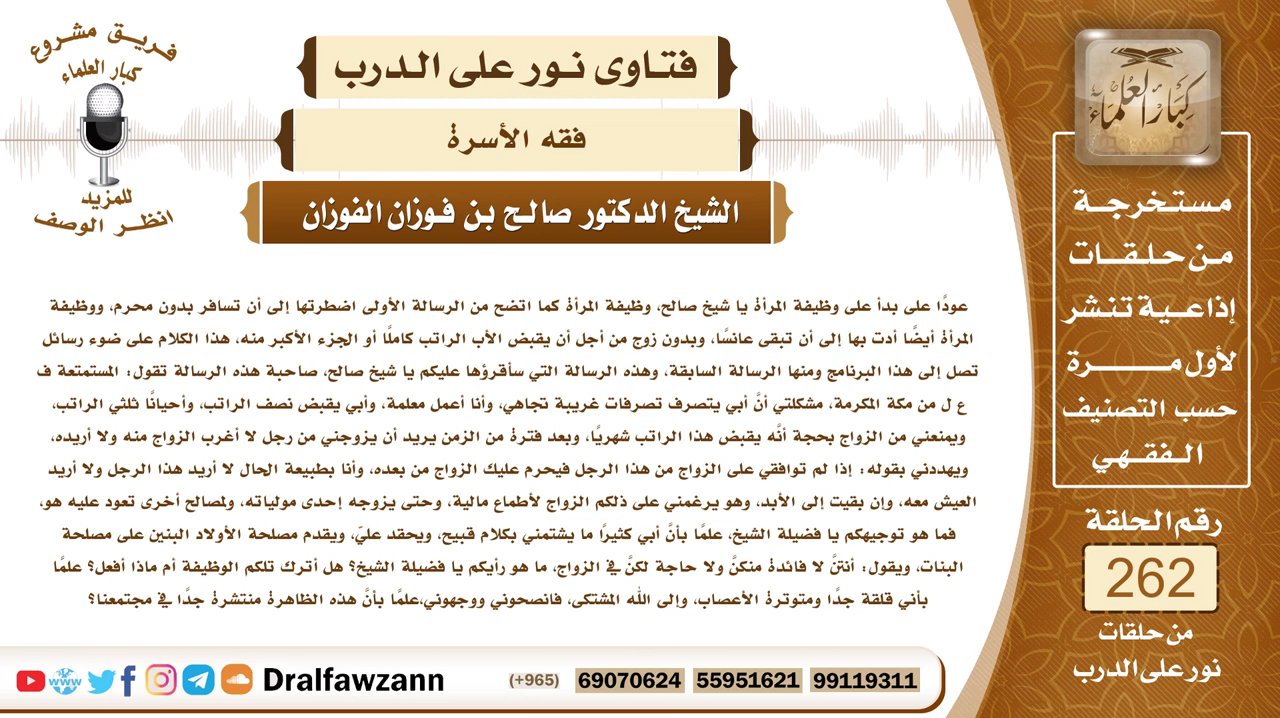 فريق مشروع
كبار العلماء
للمزيد
انظر الوصف
فتاوى نور على الدرب
فقه الأسرة
الشيخ الدكتور صالح بن فوزان الفوزان
كبار العلماء
مستخرجة
من حلقات
إذاعية تنشر
لأول مرة
حسب التصنيف
الفقهي
رقم الحلقة
262
من حلقات
نور على الدرب
عودًا على بدأ على وظيفة المرأة يا شيخ صالح، وظيفة المرأة كما اتضح من الرسالة الأولى اضطرتها إلى أن تسافر بدون محرم، ووظيفة
المرأة أيضًا أدت بها إلى أن تبقى عانسًا، وبدون زوج من أجل أن يقبض الأب الراتب كاملًا أو الجزء الأكبر منه، هذا الكلام على ضوء رسائل
تصل إلى هذا البرنامج ومنها الرسالة السابقة، وهذه الرسالة التي سأقرؤها عليكم يا شيخ صالح، صاحبة هذه الرسالة تقول: المستمتعة ف
ع ل من مكة المكرمة، مشكلتي أنَّ أبي يتصرف تصرفات غريبة تجاهي، وأنا أعمل معلمة، وأبي يقبض نصف الراتب، وأحيانًا ثلثي الراتب،
ويمنعني من الزواج بحجة أنَّه يقبض هذا الراتب شهريًا، وبعد فترة من الزمن يريد أن يزوجني من رجل لا أغرب الزواج منه ولا أريده،
ويهددني بقوله: إذا لم توافقي على الزواج من هذا الرجل فيحرم عليك الزواج من بعده، وأنا بطبيعة الحال لا أريد هذا الرجل ولا أريد
العيش معه، وإن بقيت إلى الأبد، وهو يرغمني على ذلكم الزواج لأطماع مالية، وحتى يزوجه إحدى مولياته، ولمصالح أخرى تعود عليه هو،
فما هو توجيهكم يا فضيلة الشيخ، علمًا بأنَّ أبي كثيرًا ما يشتمني بكلام قبيح، ويحقد عليّ، ويقدم مصلحة الأولاد البنين على مصلحة
البنات، ويقول: أنتنَّ لا فائدة منكنَّ ولا حاجة لكنَّ في الزواج، ما هو رأيكم يا فضيلة الشيخ؟ هل أترك تلكم الوظيفة أم ماذا أفعل؟ علمًا
بأني قلقة جدًا ومتوترة الأعصاب، وإلى الله المشتكى، فانصحوني ووجهوني،علمًا بأنَّ هذه الظاهرة منتشرة جدًا في مجتمعنا؟
www Dralfawzann (+965) 69070624 55951621 99119311